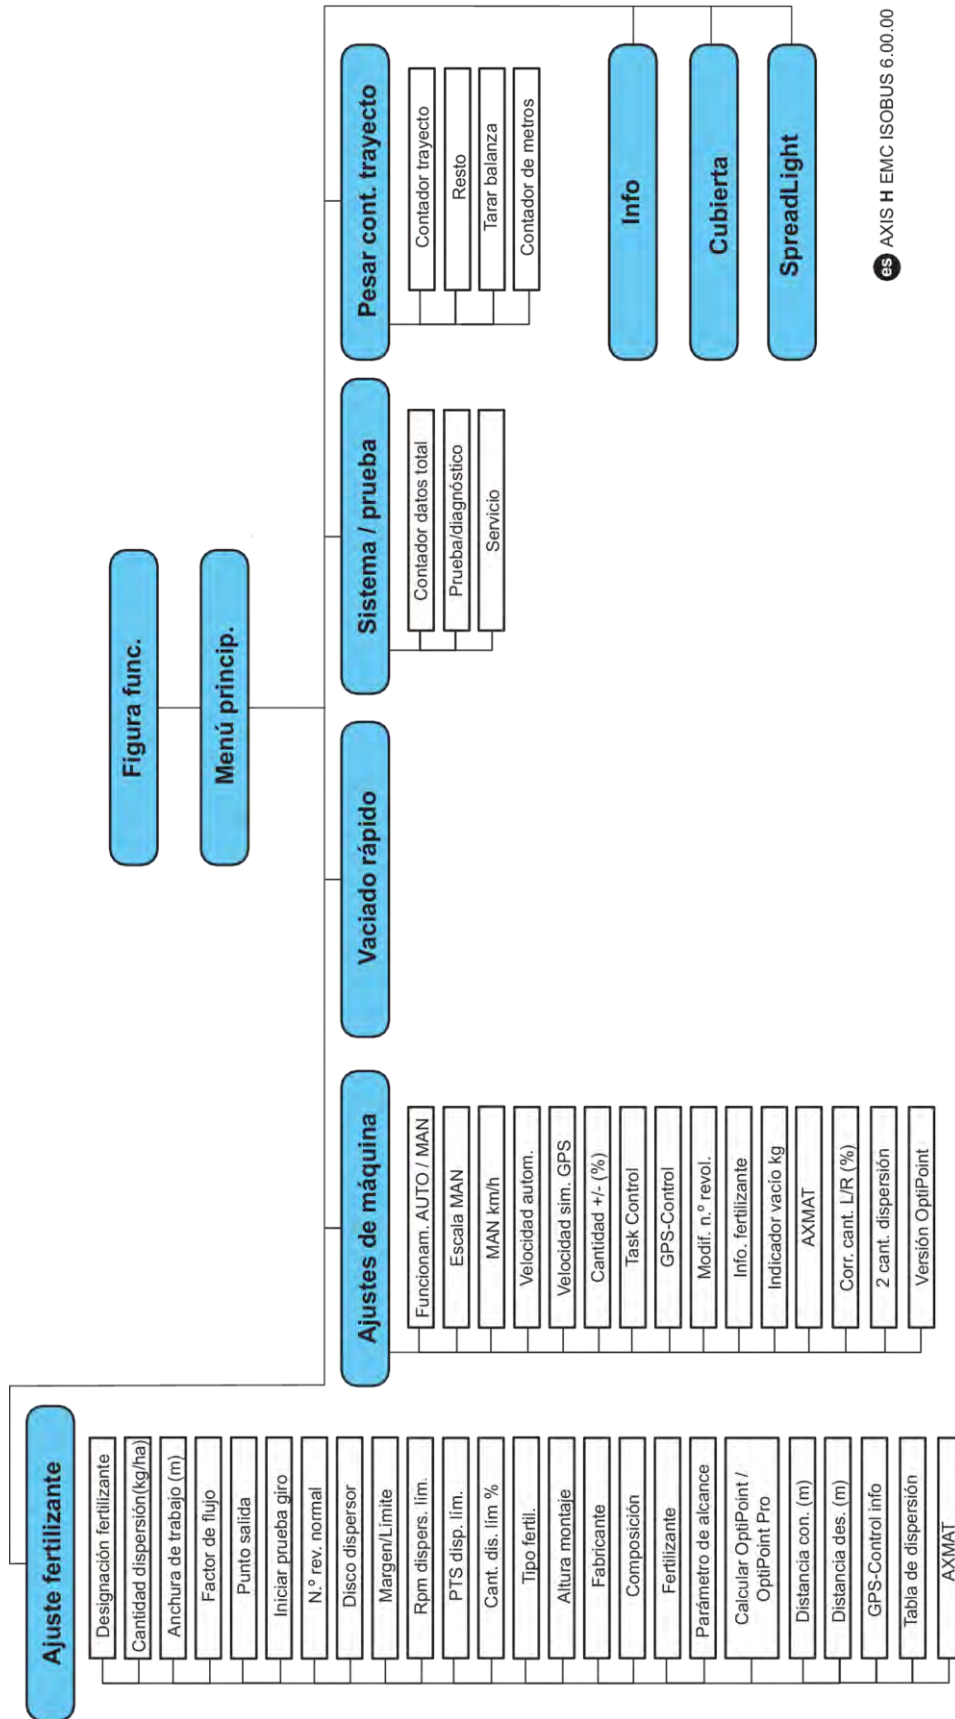 Figura func.
Menú princip.
Ajuste fertilizante
Designación fertilizante
Cantidad dispersión(kg/ha)
Anchura de trabajo (m)
Factor de flujo
Punto salida
Iniciar prueba giro
N.º rev. normal
Disco dispersor
Margen/Límite
Rpm dispers. lim.
PTS disp. lim.
Cant. dis. lim %
Tipo fertil.
Altura montaje
Fabricante
Composición
Fertilizante
Parámetro de alcance
Calcular OptiPoint /
OptiPoint Pro
Distancia con. (m)
Distancia des. (m)
GPS-Control info
Tabla de dispersión
AXMAT
Ajustes de máquina
Funcionam. AUTO / MAN
Escala MAN
MAN km/h
Velocidad autom.
Velocidad sim. GPS
Cantidad +/- (%)
Task Control
GPS-Control
Modif. n.º revol.
Info. fertilizante
Indicador vacío kg
AXMAT
Corr. cant. L/R (%)
2 cant. dispersión
Versión OptiPoint
Vaciado rápido
Sistema / prueba
Contador datos total
Prueba/diagnóstico
Servicio
Pesar cont. trayecto
Contador trayecto
Resto
Tarar balanza
Contador de metros
Info
Cubierta
SpreadLight
es AXIS H EMC ISOBUS 6.00.00